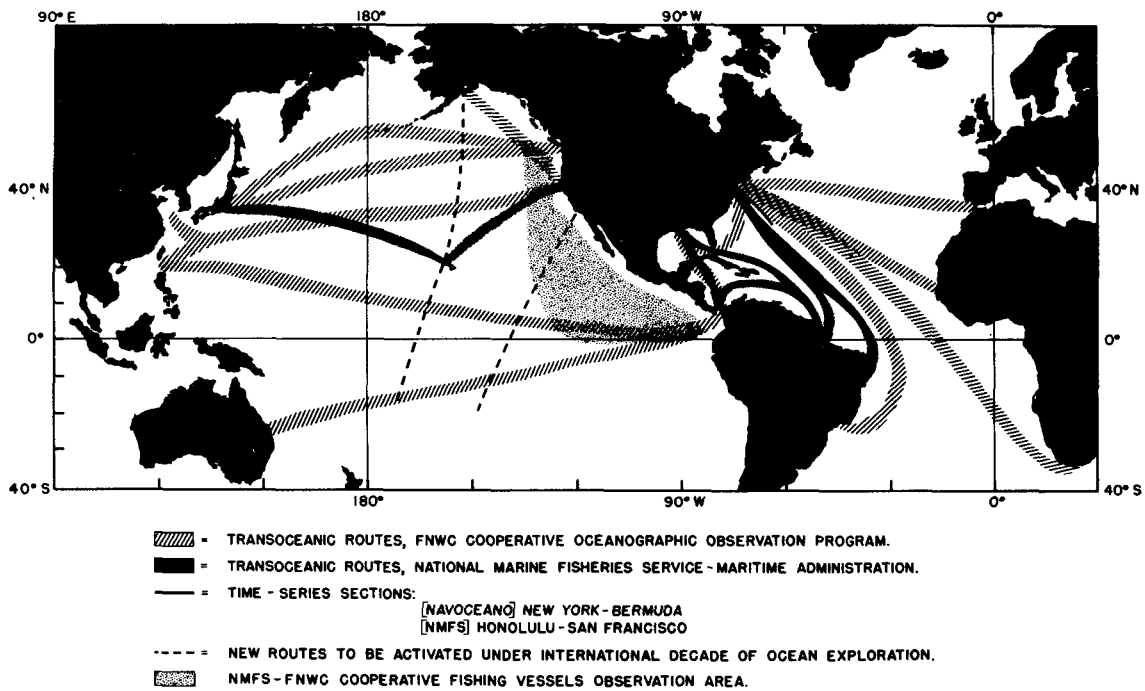 90° E 180° 90° W 0°
40° N 40° N
0° 0°
40° S 40° S
180° 90° W 0°
= TRANSOCEANIC ROUTES, FNWC COOPERATIVE OCEANOGRAPHIC OBSERVATION PROGRAM.
= TRANSOCEANIC ROUTES, NATIONAL MARINE FISHERIES SERVICE-MARITIME ADMINISTRATION.
= TIME - SERIES SECTIONS:
[NAVOCEANO] NEW YORK-BERMUDA
[NMFS] HONOLULU-SAN FRANCISCO
= NEW ROUTES TO BE ACTIVATED UNDER INTERNATIONAL DECADE OF OCEAN EXPLORATION.
NMFS-FNWC COOPERATIVE FISHING VESSELS OBSERVATION AREA.